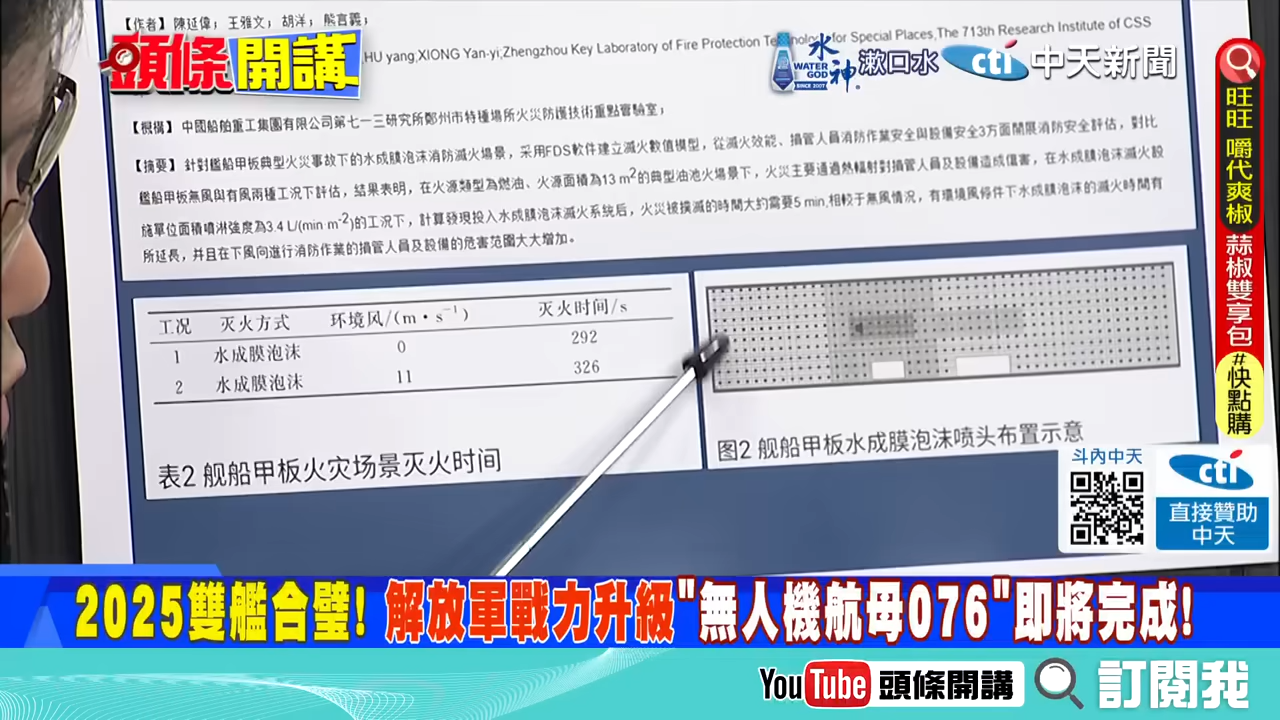 【作者】 陳延偉； 王雅文； 胡洋； 熊言義；
頭條開講
HU yang;XIONG Yan-yi;Zhengzhou Key Laboratory of Fire Protection Technology for Special Places,The 713th Research Institute of CSS
WATER GOD
SINCE 2007
水神
漱口水
cti 中天新聞
【機構】 中國船舶重工集團有限公司第七一三研究所鄭州市特種場所火災防護技術重點實驗室；
【摘要】 針對艦船甲板典型火災事故下的水成膜泡沫消防滅火場景，采用FDS軟件建立滅火數值模型，從滅火效能、損管人員消防作業安全與設備安全3方面開展消防安全評估，對比
艦船甲板無風與有風兩種工況下評估，結果表明，在火源類型為燃油、火源面積為13 m²的典型油池火場景下，火災主要通過熱輻射對損管人員及設備造成傷害，在水成膜泡沫滅火設
施單位面積噴淋強度為3.4 L/(min·m-2)的工況下，計算發現投入水成膜泡沫滅火系統后，火災被撲滅的時間大約需要5 min,相較于無風情況，有環境風條件下水成膜泡沫的滅火時間有
所延長，并且在下風向進行消防作業的損管人員及設備的危害范圍大大增加。
工况 灭火方式 环境风/(m·s⁻¹) 灭火时间/s
1 水成膜泡沫 0 292
2 水成膜泡沫 11 326
表2 舰船甲板火灾场景灭火时间
图2 舰船甲板水成膜泡沫喷头布置示意
旺旺 嚼代爽椒
蒜椒雙享包
#快點購
斗內中天
cti
直接贊助
中天
2025雙艦合璧! 解放軍戰力升級"無人機航母076"即將完成!
YouTube 頭條開講 訂閱我